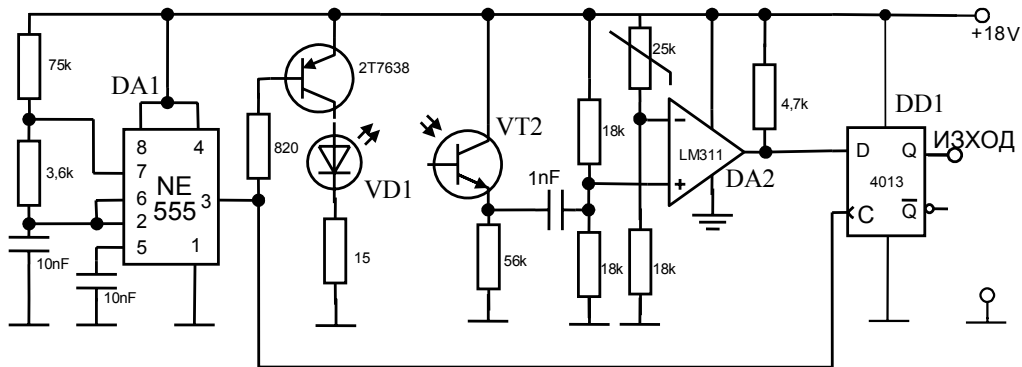 +18V
75k
DA1
3,6k
8
4
7
6
2
5
3
1
NE
555
10nF
10nF
820
2T7638
VD1
15
VT2
1nF
56k
18k
18k
25k
18k
LM311
DA2
4,7k
DD1
D
Q
4013
C
Q
ИЗХОД